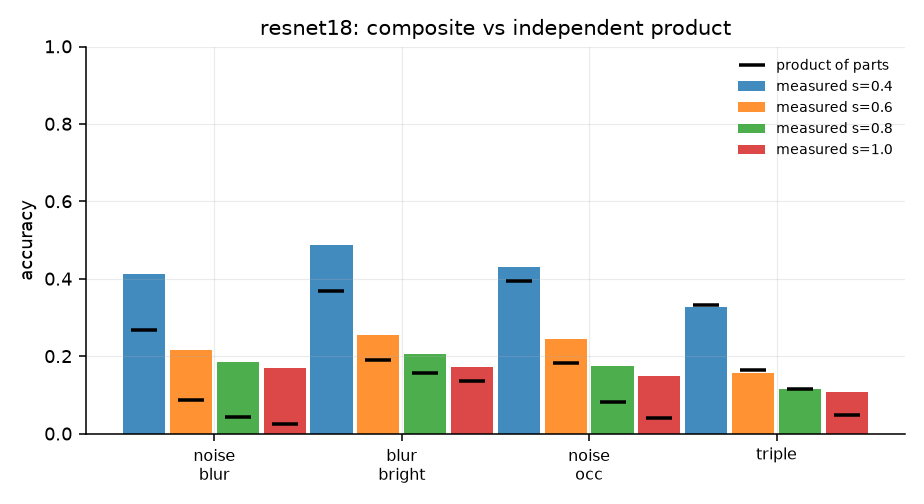 resnet18: composite vs independent product
product of parts
measured s=0.4
measured s=0.6
measured s=0.8
measured s=1.0
accuracy
1.0
0.8
0.6
0.4
0.2
0.0
noise
blur
blur
bright
noise
occ
triple